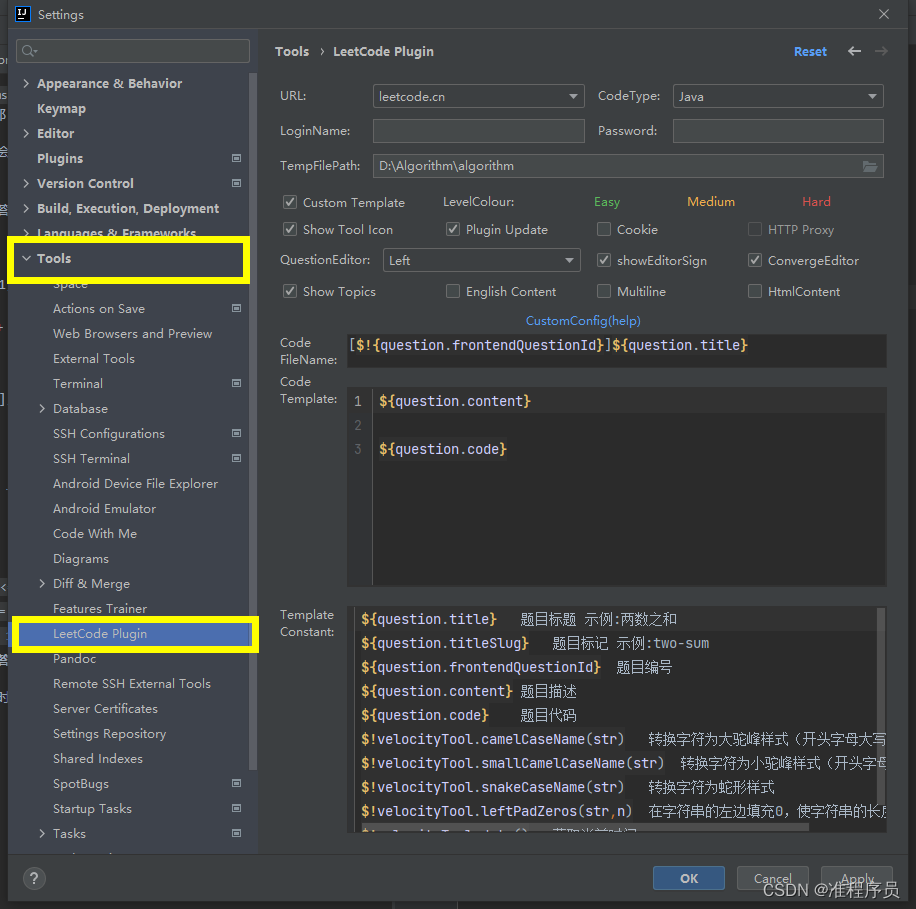 Settings
Tools › LeetCode Plugin
Reset
Appearance & Behavior
Keymap
Editor
Plugins
Version Control
Build, Execution, Deployment
Languages & Frameworks
Tools
Space
Actions on Save
Web Browsers and Preview
External Tools
Terminal
Database
SSH Configurations
SSH Terminal
Android Device File Explorer
Android Emulator
Code With Me
Diagrams
Diff & Merge
Features Trainer
LeetCode Plugin
Pandoc
Remote SSH External Tools
Server Certificates
Settings Repository
Shared Indexes
SpotBugs
Startup Tasks
Tasks
URL: leetcode.cn CodeType: Java
LoginName: Password:
TempFilePath: D:\Algorithm\algorithm
Custom Template LevelColour: Easy Medium Hard
Show Tool Icon Plugin Update Cookie HTTP Proxy
QuestionEditor: Left showEditorSign ConvergeEditor
Show Topics English Content Multiline HtmlContent
CustomConfig(help)
Code FileName: [$!{question.frontendQuestionId}]${question.title}
Code Template:
1 ${question.content}
2
3 ${question.code}
Template Constant:
${question.title} 题目标题 示例:两数之和
${question.titleSlug} 题目标记 示例:two-sum
${question.frontendQuestionId} 题目编号
${question.content} 题目描述
${question.code} 题目代码
$!velocityTool.camelCaseName(str) 转换字符为大驼峰样式（开头字母大写
$!velocityTool.smallCamelCaseName(str) 转换字符为小驼峰样式（开头字母
$!velocityTool.snakeCaseName(str) 转换字符为蛇形样式
$!velocityTool.leftPadZeros(str,n) 在字符串的左边填充0，使字符串的长度
?
OK
Cancel
Apply
CSDN @准程序员